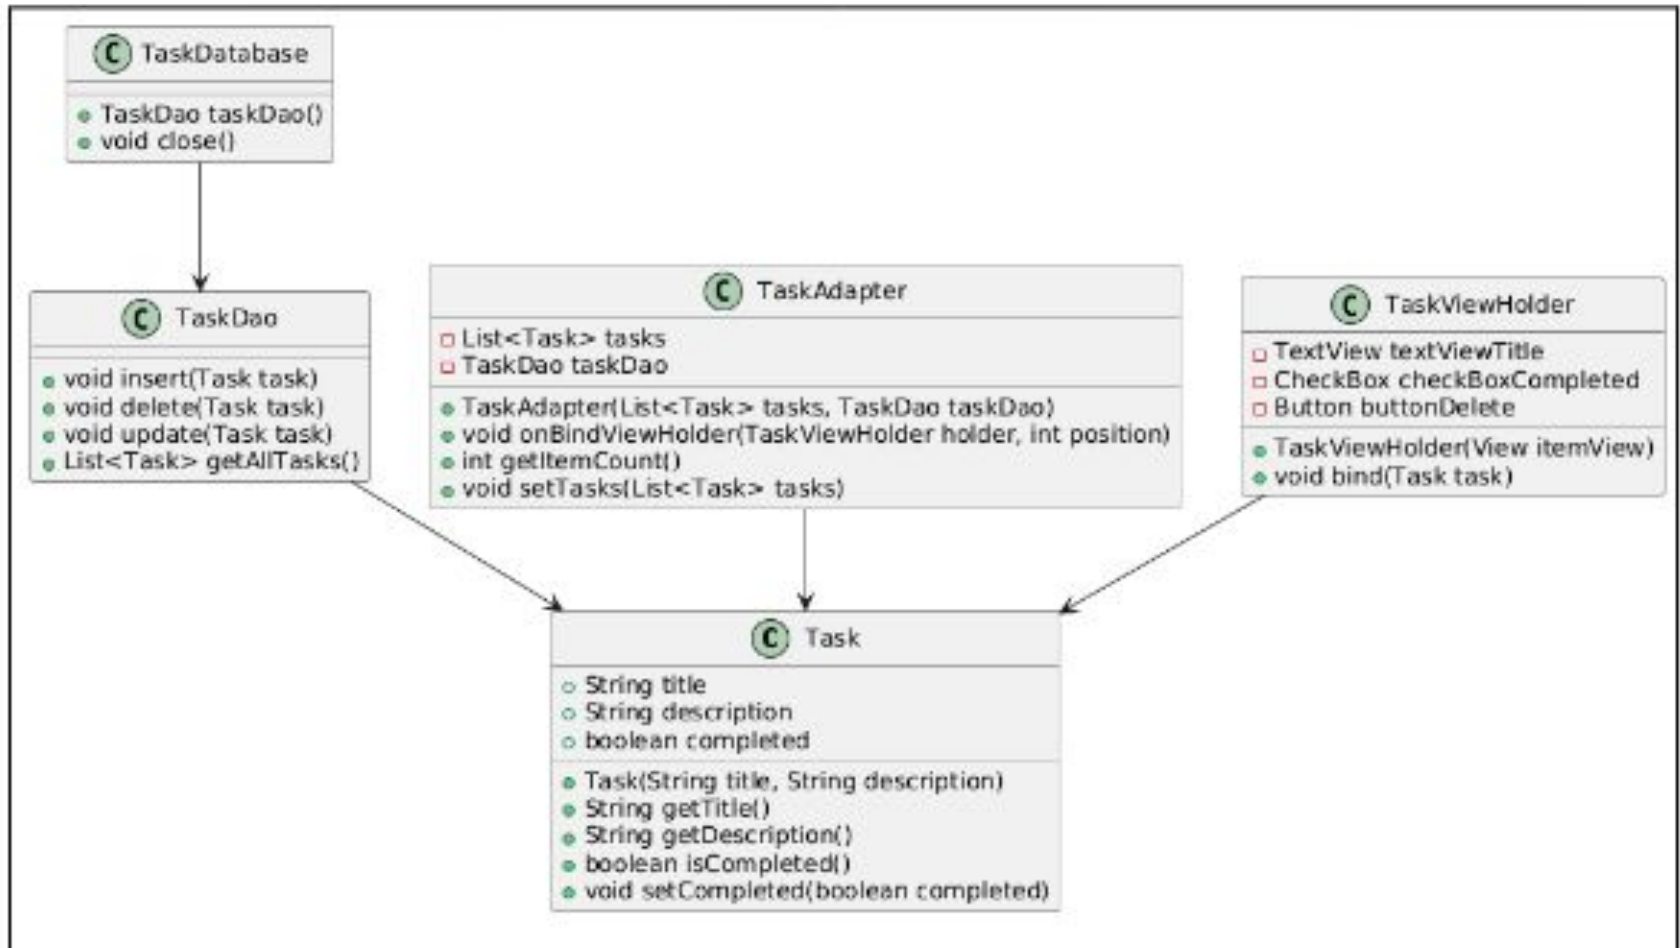 C TaskDatabase
TaskDao taskDao()
void close()
C TaskDao
void insert(Task task)
void delete(Task task)
void update(Task task)
List<Task> getAllTasks()
C TaskAdapter
List<Task> tasks
TaskDao taskDao
TaskAdapter(List<Task> tasks, TaskDao taskDao)
void onBindViewHolder(TaskViewHolder holder, int position)
int getItemCount()
void setTasks(List<Task> tasks)
C TaskViewHolder
TextView textViewTitle
CheckBox checkBoxCompleted
Button buttonDelete
TaskViewHolder(View itemView)
void bind(Task task)
C Task
String title
String description
boolean completed
Task(String title, String description)
String getTitle()
String getDescription()
boolean isCompleted()
void setCompleted(boolean completed)